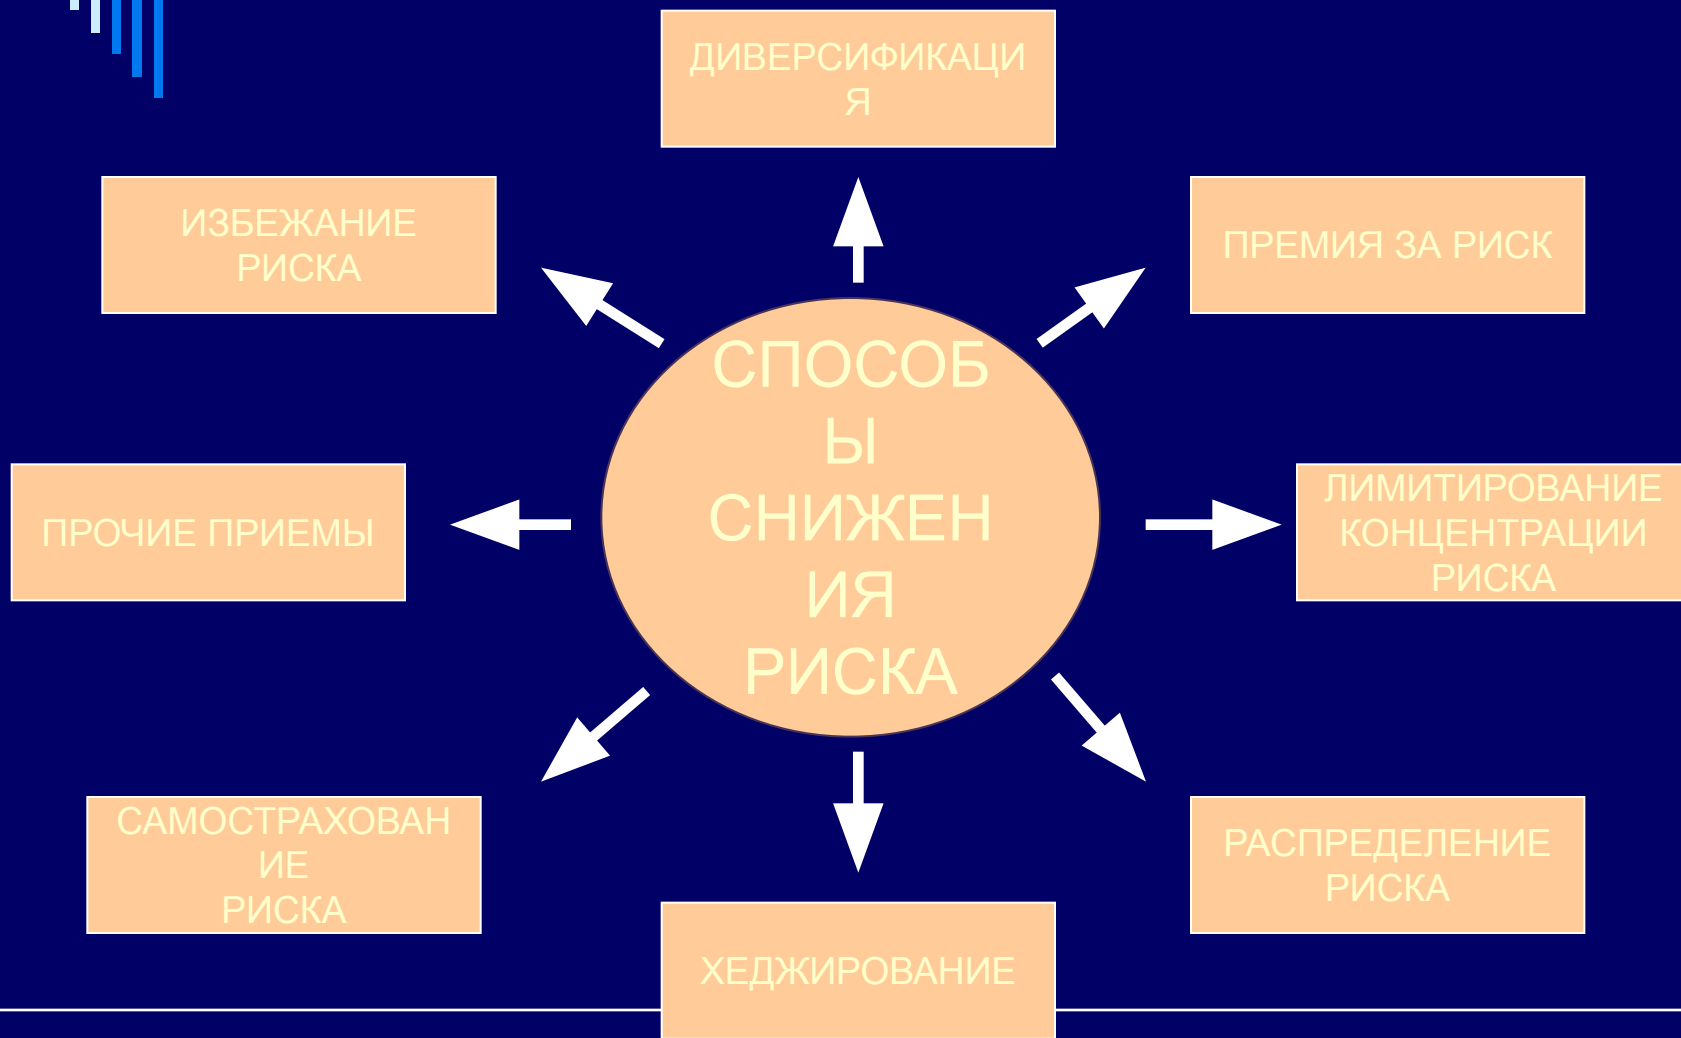 ДИВЕРСИФИКАЦИ
Я
ИЗБЕЖАНИЕ
РИСКА
ПРЕМИЯ ЗА РИСК
СПОСОБ
Ы
СНИЖЕН
ИЯ
РИСКА
ПРОЧИЕ ПРИЕМЫ
ЛИМИТИРОВАНИЕ
КОНЦЕНТРАЦИИ
РИСКА
САМОСТРАХОВАН
ИЕ
РИСКА
РАСПРЕДЕЛЕНИЕ
РИСКА
ХЕДЖИРОВАНИЕ